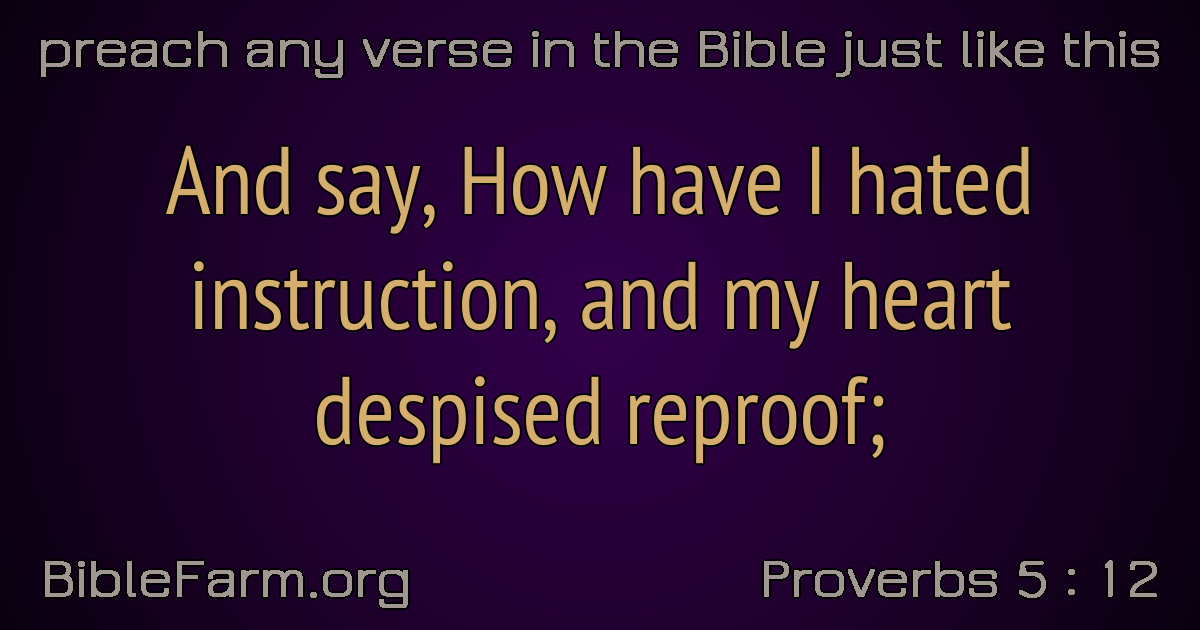 preach any verse in the Bible just like this
And say, How have I hated
instruction, and my heart
despised reproof;
BibleFarm.org
Proverbs 5 : 12